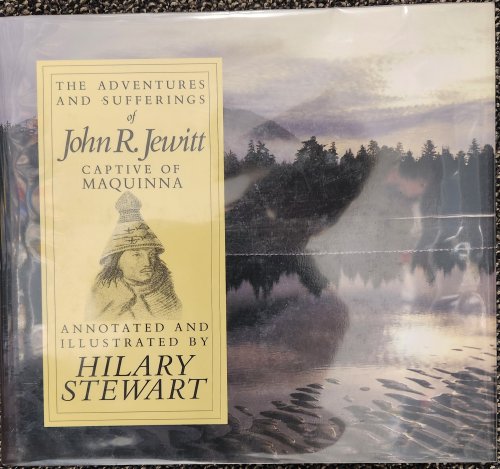 THE ADVENTURES
AND SUFFERINGS
of
John R. Jewitt
CAPTIVE OF
MAQUINNA
ANNOTATED AND
ILLUSTRATED BY
HILARY
STEWART